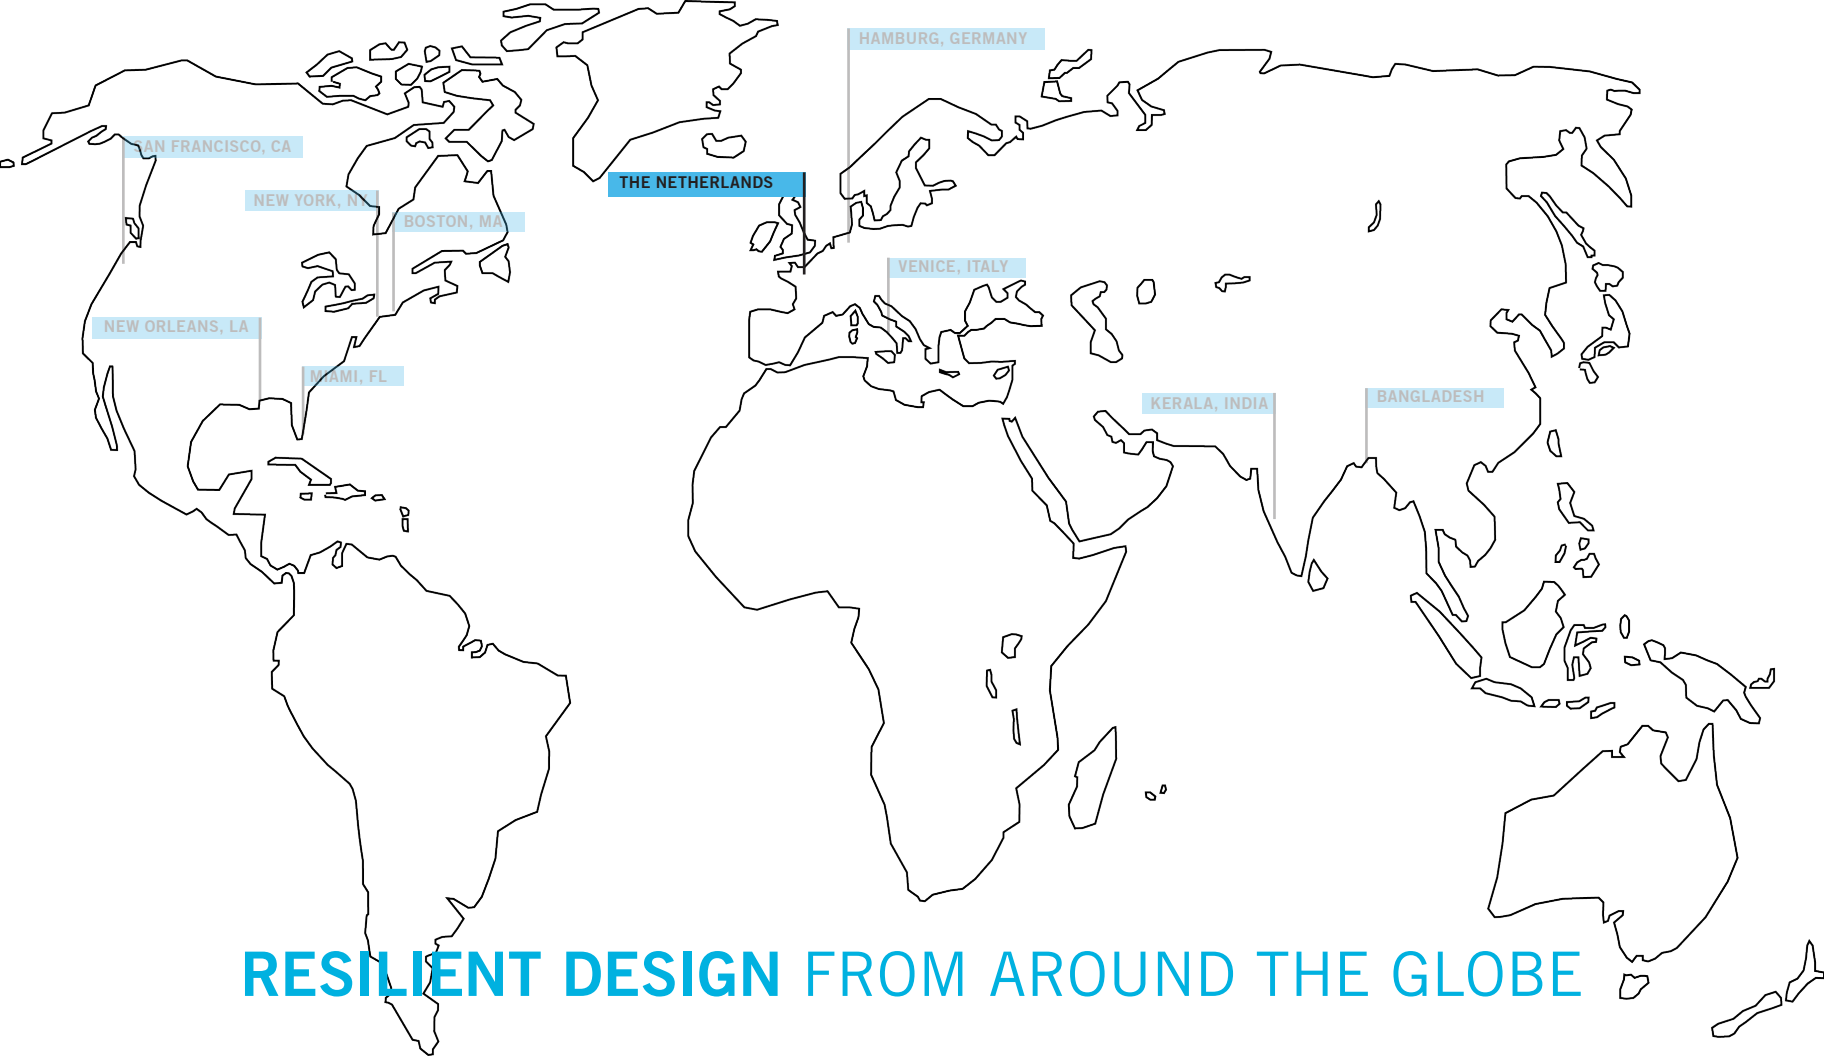 HAMBURG, GERMANY
SAN FRANCISCO, CA
THE NETHERLANDS
NEW YORK, NY
BOSTON, MA
VENICE, ITALY
NEW ORLEANS, LA
MIAMI, FL
KERALA, INDIA
BANGLADESH
RESILIENT DESIGN FROM AROUND THE GLOBE